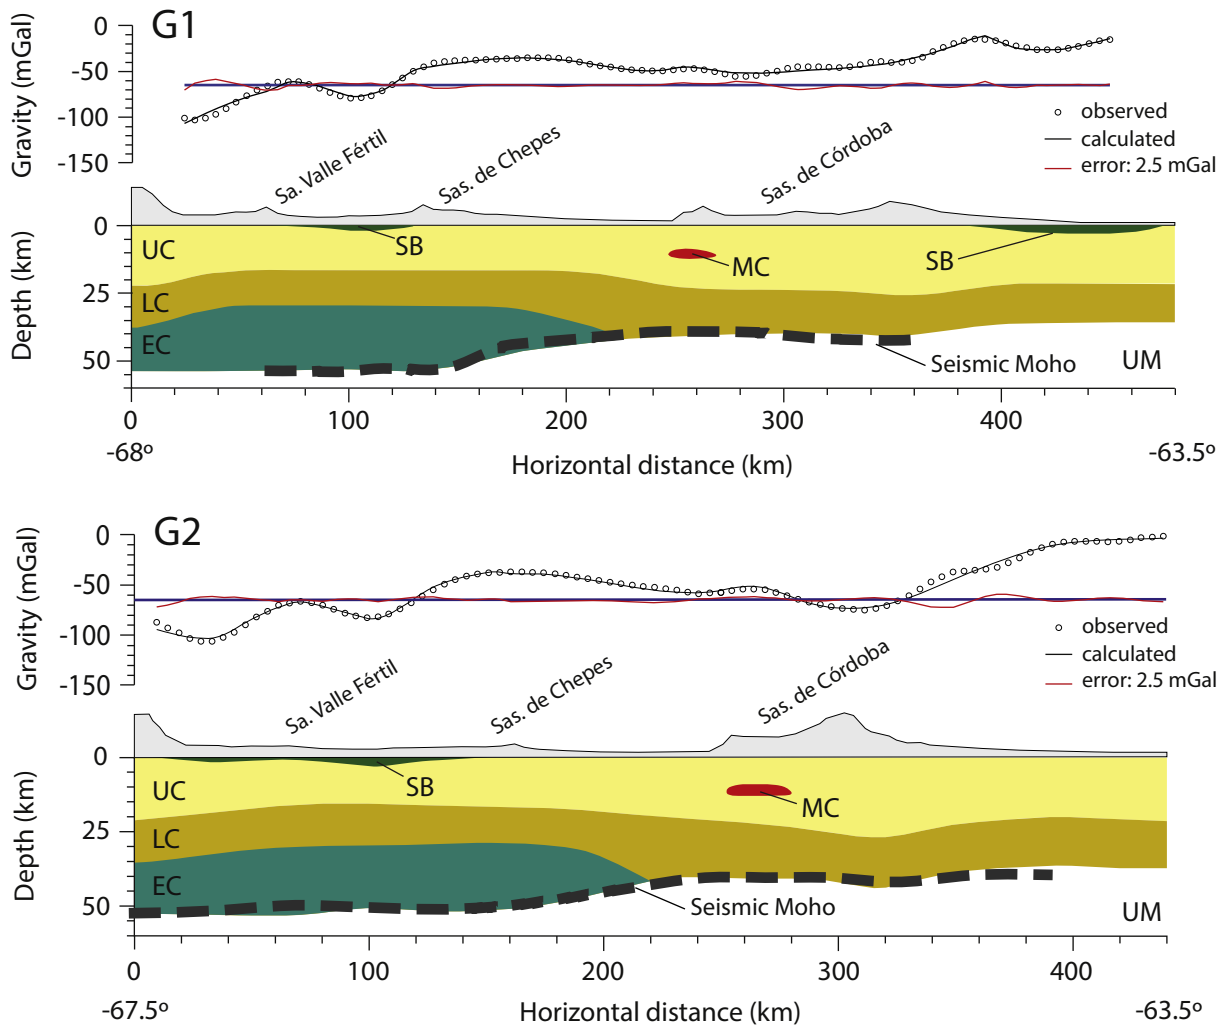 G1
Gravity (mGal)
0
-50
-100
-150
observed
calculated
error: 2.5 mGal
Sa. Valle Fértil
Sas. de Chepes
Sas. de Córdoba
Depth (km)
0
25
50
UC
LC
EC
SB
MC
SB
Seismic Moho
UM
0 100 200 300 400
-68º -63.5º
Horizontal distance (km)
G2
Gravity (mGal)
0
-50
-100
-150
observed
calculated
error: 2.5 mGal
Sa. Valle Fértil
Sas. de Chepes
Sas. de Córdoba
Depth (km)
0
25
50
UC
LC
EC
SB
MC
Seismic Moho
UM
0 100 200 300 400
-67.5º -63.5º
Horizontal distance (km)